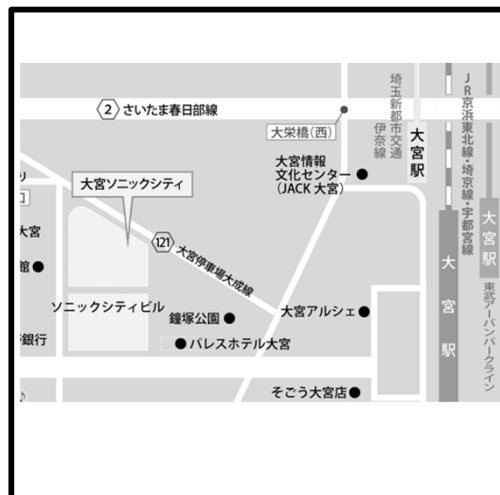 ② さいたま春日部線
大栄橋(西)
埼玉新都市交通
伊奈線
大宮駅
JR京浜東北線・埼京線・宇都宮線
大宮情報
文化センター
(JACK 大宮)
大宮ソニックシティ
り
口
大宮
館
121 大宮停車場大成線
大宮駅
大宮駅
東武アーバンパークライン
ソニックシティビル
鐘塚公園
大宮アルシェ
銀行
パレスホテル大宮
そごう大宮店